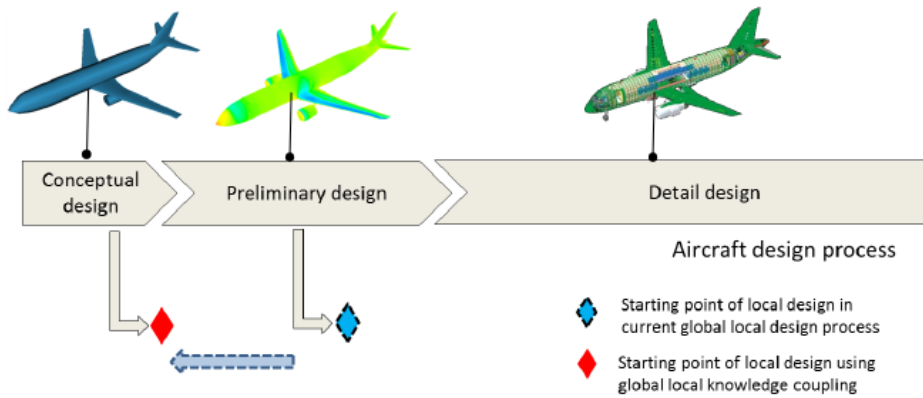 Conceptual
design
Preliminary design
Detail design
Aircraft design process
Starting point of local design in
current global local design process
Starting point of local design using
global local knowledge coupling